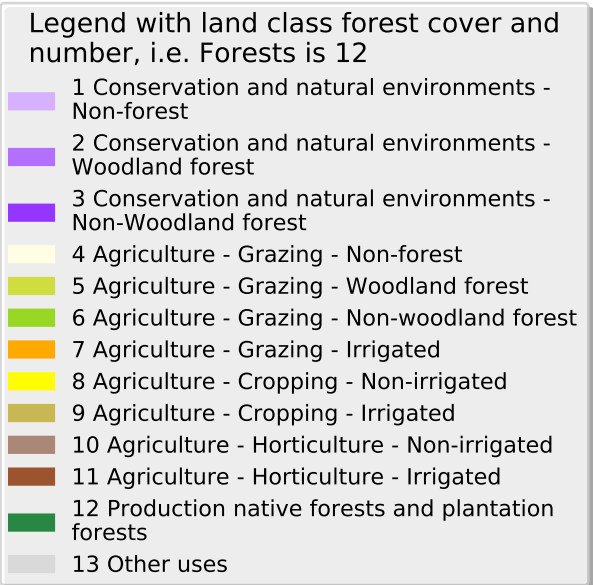 Legend with land class forest cover and
number, i.e. Forests is 12
1 Conservation and natural environments -
Non-forest
2 Conservation and natural environments -
Woodland forest
3 Conservation and natural environments -
Non-Woodland forest
4 Agriculture - Grazing - Non-forest
5 Agriculture - Grazing - Woodland forest
6 Agriculture - Grazing - Non-woodland forest
7 Agriculture - Grazing - Irrigated
8 Agriculture - Cropping - Non-irrigated
9 Agriculture - Cropping - Irrigated
10 Agriculture - Horticulture - Non-irrigated
11 Agriculture - Horticulture - Irrigated
12 Production native forests and plantation
forests
13 Other uses